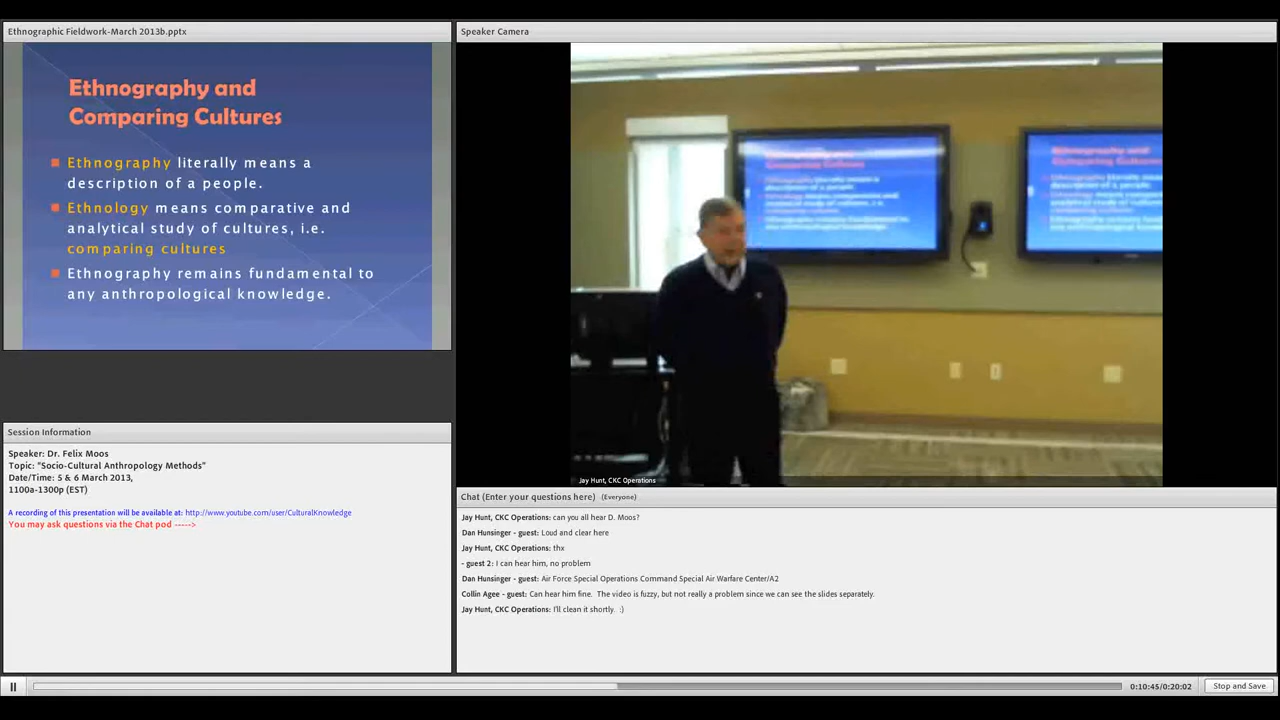 Ethnographic Fieldwork-March 2013b.pptx
Ethnography and
Comparing Cultures
Ethnography literally means a
description of a people.
Ethnology means comparative and
analytical study of cultures, i.e.
comparing cultures
Ethnography remains fundamental to
any anthropological knowledge.
Session Information
Speaker: Dr. Felix Moos
Topic: "Socio-Cultural Anthropology Methods"
Date/Time: 5 & 6 March 2013,
1100a-1300p (EST)
A recording of this presentation will be available at: http://www.youtube.com/user/CulturalKnowledge
You may ask questions via the Chat pod ----->
Speaker Camera
Ethnography and
Comparing Cultures
Jay Hunt, CKC Operations
Chat (Enter your questions here) (Everyone)
Jay Hunt, CKC Operations: can you all hear D. Moos?
Dan Hunsinger - guest: Loud and clear here
Jay Hunt, CKC Operations: thx
- guest 2: I can hear him, no problem
Dan Hunsinger - guest: Air Force Special Operations Command Special Air Warfare Center/A2
Collin Agee - guest: Can hear him fine. The video is fuzzy, but not really a problem since we can see the slides separately.
Jay Hunt, CKC Operations: I'll clean it shortly. :)
0:10:45/0:20:02
Stop and Save